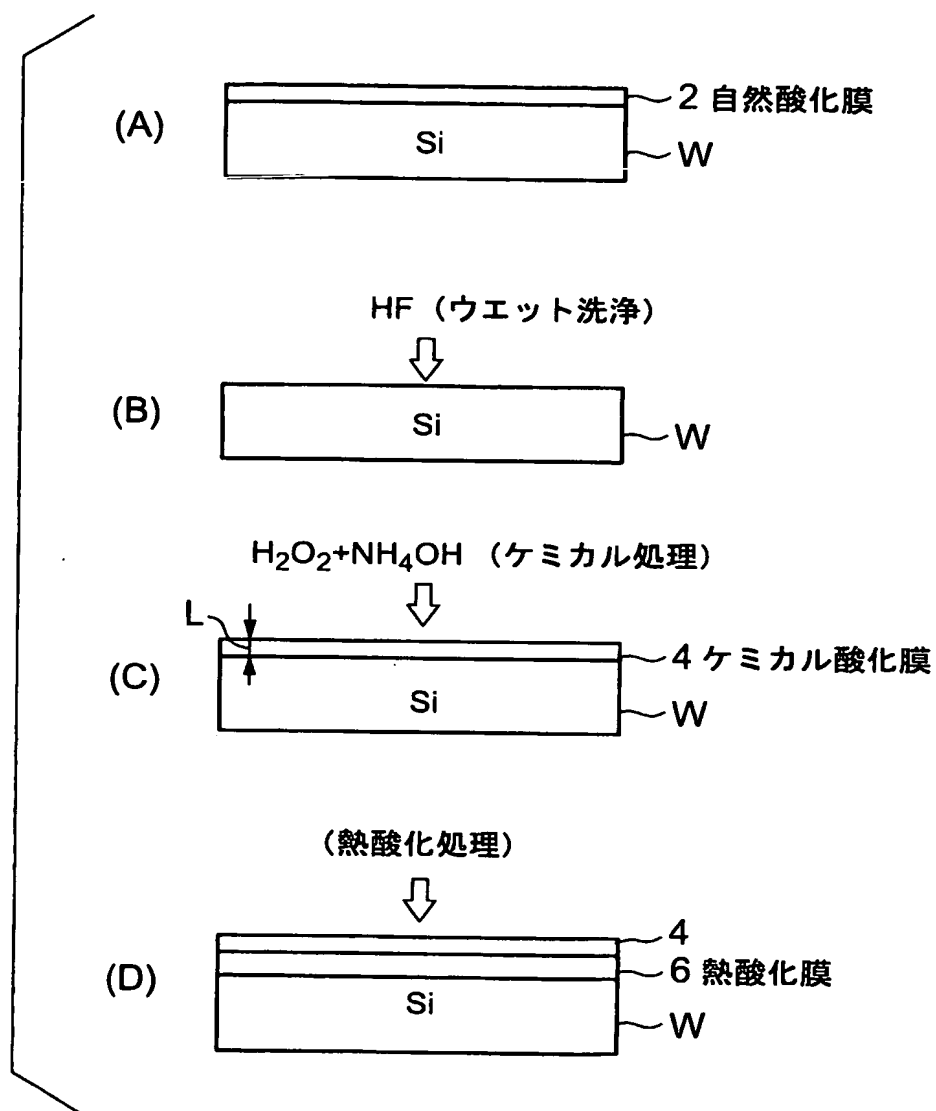 (A)
2 自然酸化膜
Si
W
HF（ウエット洗浄）
(B)
Si
W
H₂O₂+NH₄OH （ケミカル処理）
L
(C)
4 ケミカル酸化膜
Si
W
（熱酸化処理）
4
(D)
6 熱酸化膜
Si
W